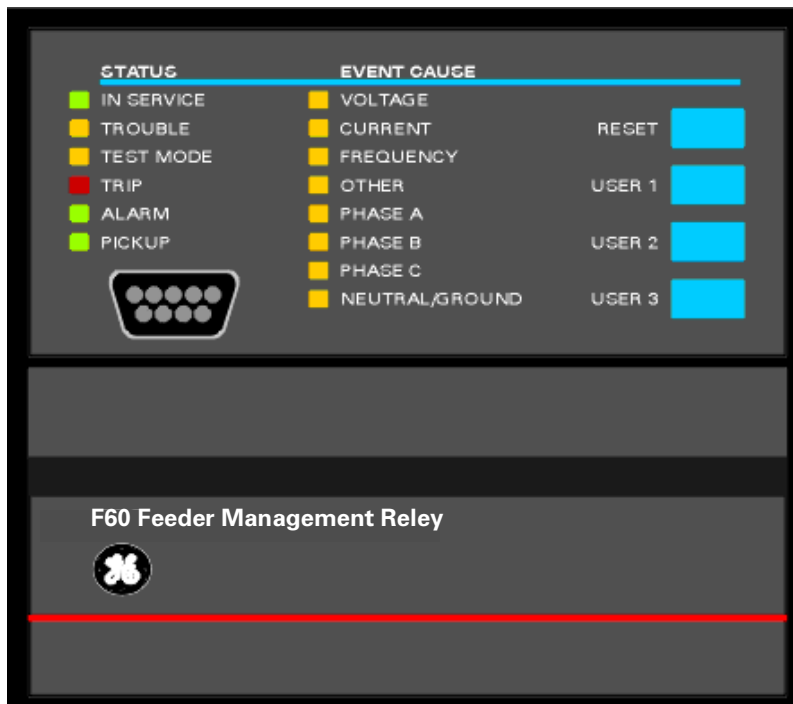 STATUS EVENT CAUSE
IN SERVICE VOLTAGE
TROUBLE CURRENT RESET
TEST MODE FREQUENCY
TRIP OTHER USER 1
ALARM PHASE A
PICKUP PHASE B USER 2
PHASE C
NEUTRAL/GROUND USER 3
F60 Feeder Management Reley